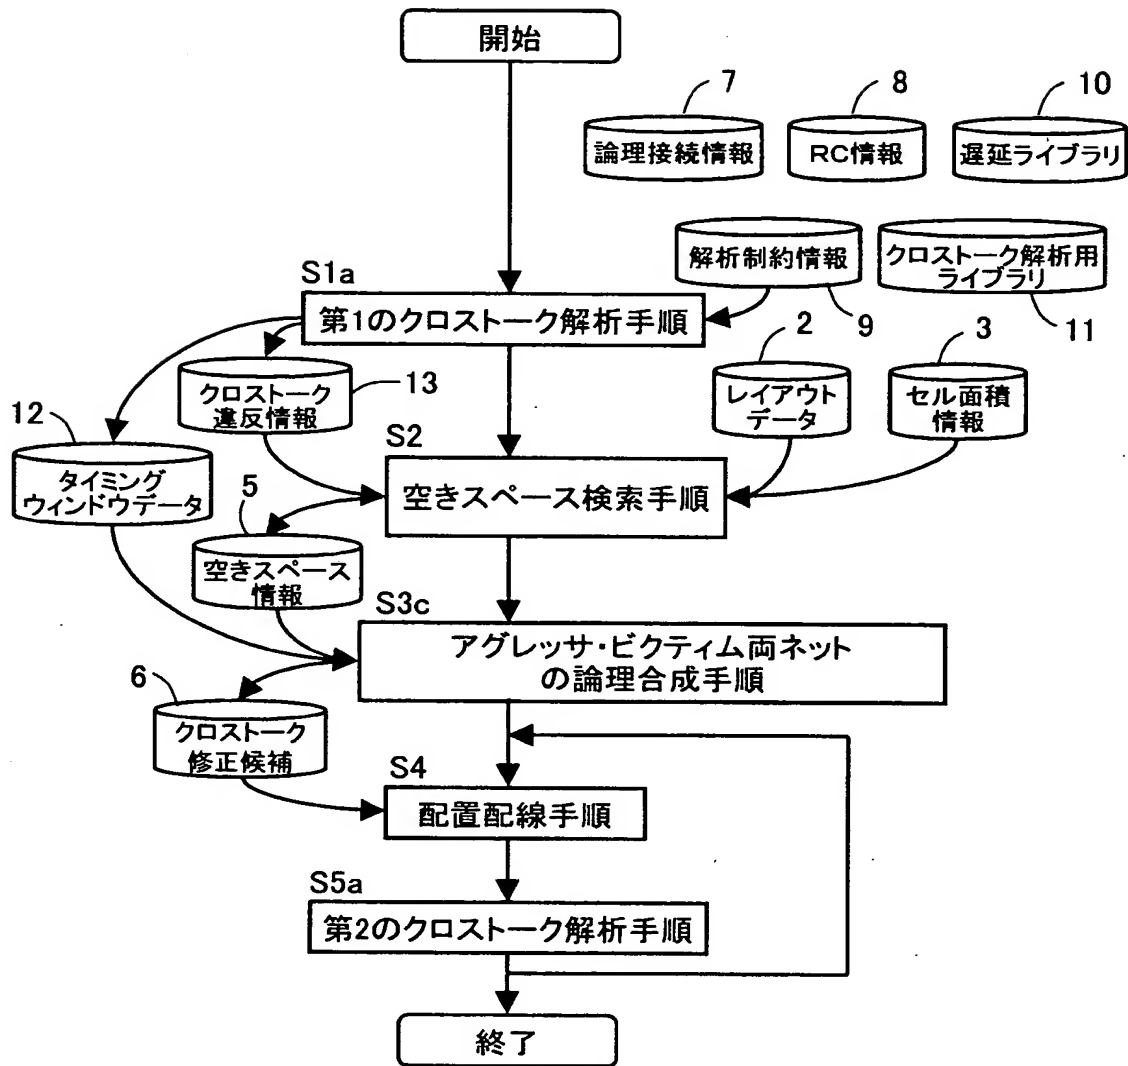 開始
7
8
10
論理接続情報
RC情報
遅延ライブラリ
解析制約情報
クロストーク解析用
ライブラリ
9
11
S1a
第1のクロストーク解析手順
2
3
クロストーク
違反情報
13
レイアウト
データ
セル面積
情報
12
タイミング
ウィンドウデータ
S2
空きスペース検索手順
5
空きスペース
情報
S3c
アグレッサ・ビクティム両ネット
の論理合成手順
6
クロストーク
修正候補
S4
配置配線手順
S5a
第2のクロストーク解析手順
終了